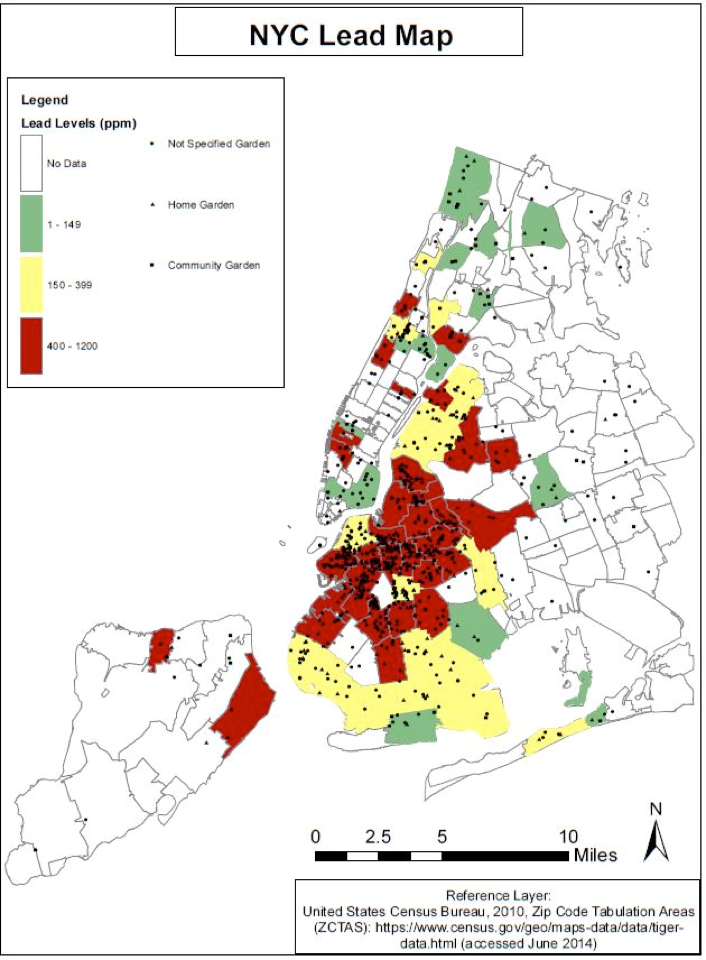 NYC Lead Map
Legend
Lead Levels (ppm)
No Data
1 - 149
150 - 399
400 - 1200
Not Specified Garden
Home Garden
Community Garden
N
0 2.5 5 10
Miles
Reference Layer:
United States Census Bureau, 2010, Zip Code Tabulation Areas
(ZCTAS): https://www.census.gov/geo/maps-data/data/tiger-
data.html (accessed June 2014)